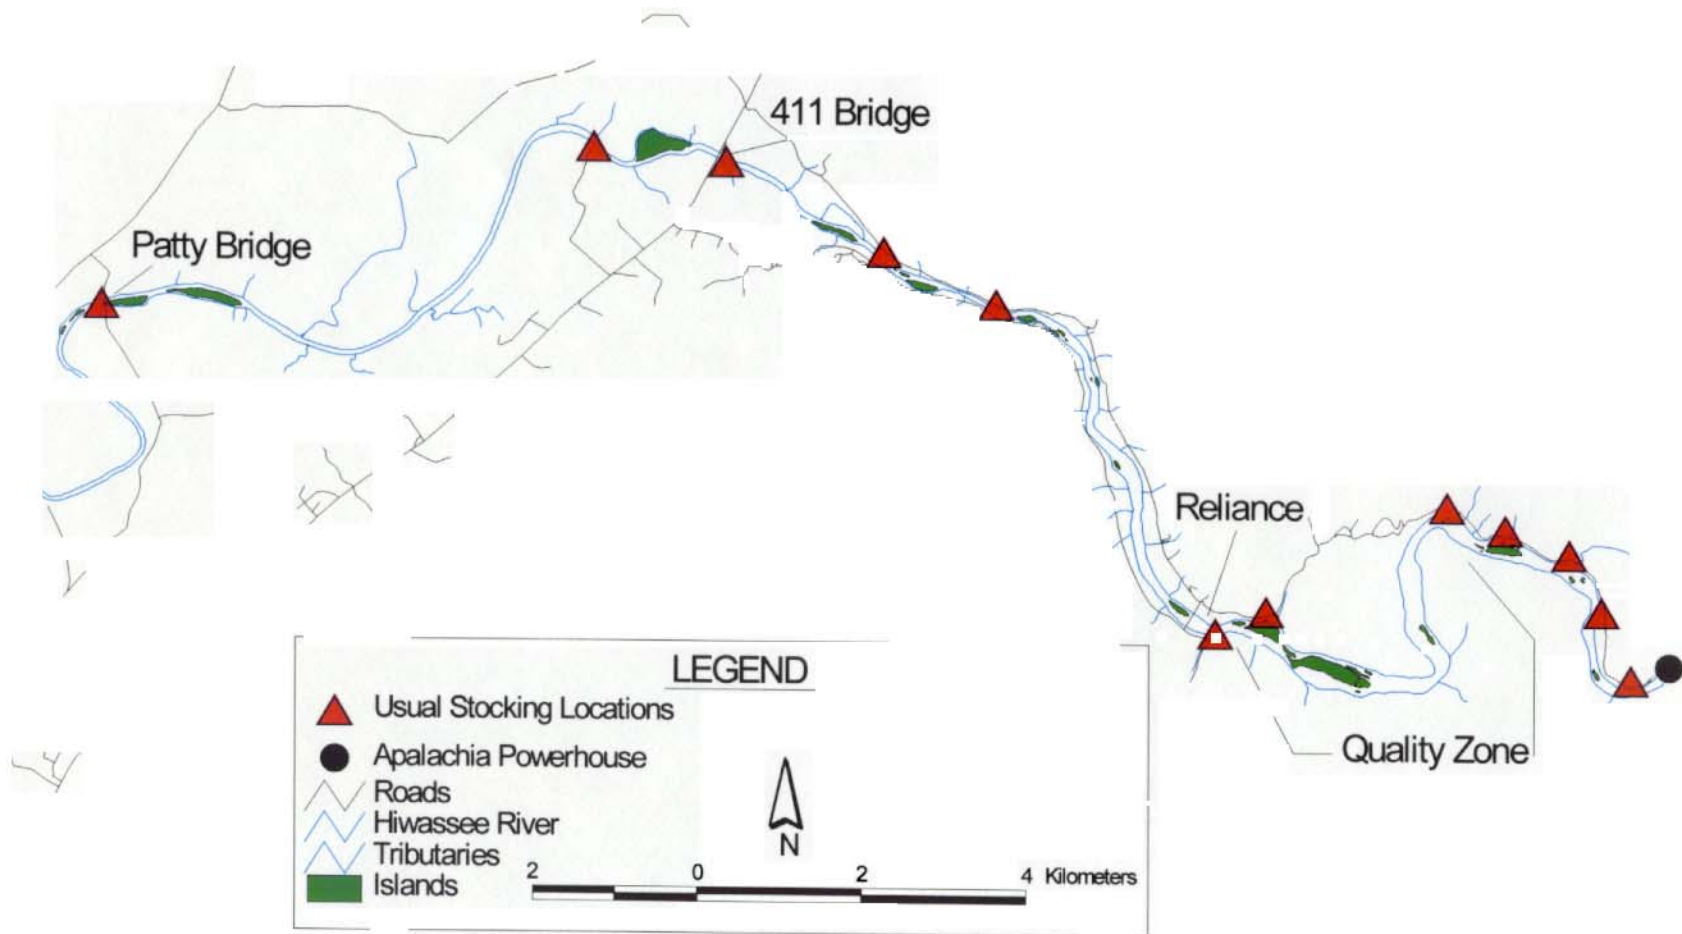 411 Bridge
Patty Bridge
Reliance
Quality Zone
LEGEND
Usual Stocking Locations
Apalachia Powerhouse
Roads
Hiwassee River
Tributaries
Islands
N
2 0 2 4 Kilometers